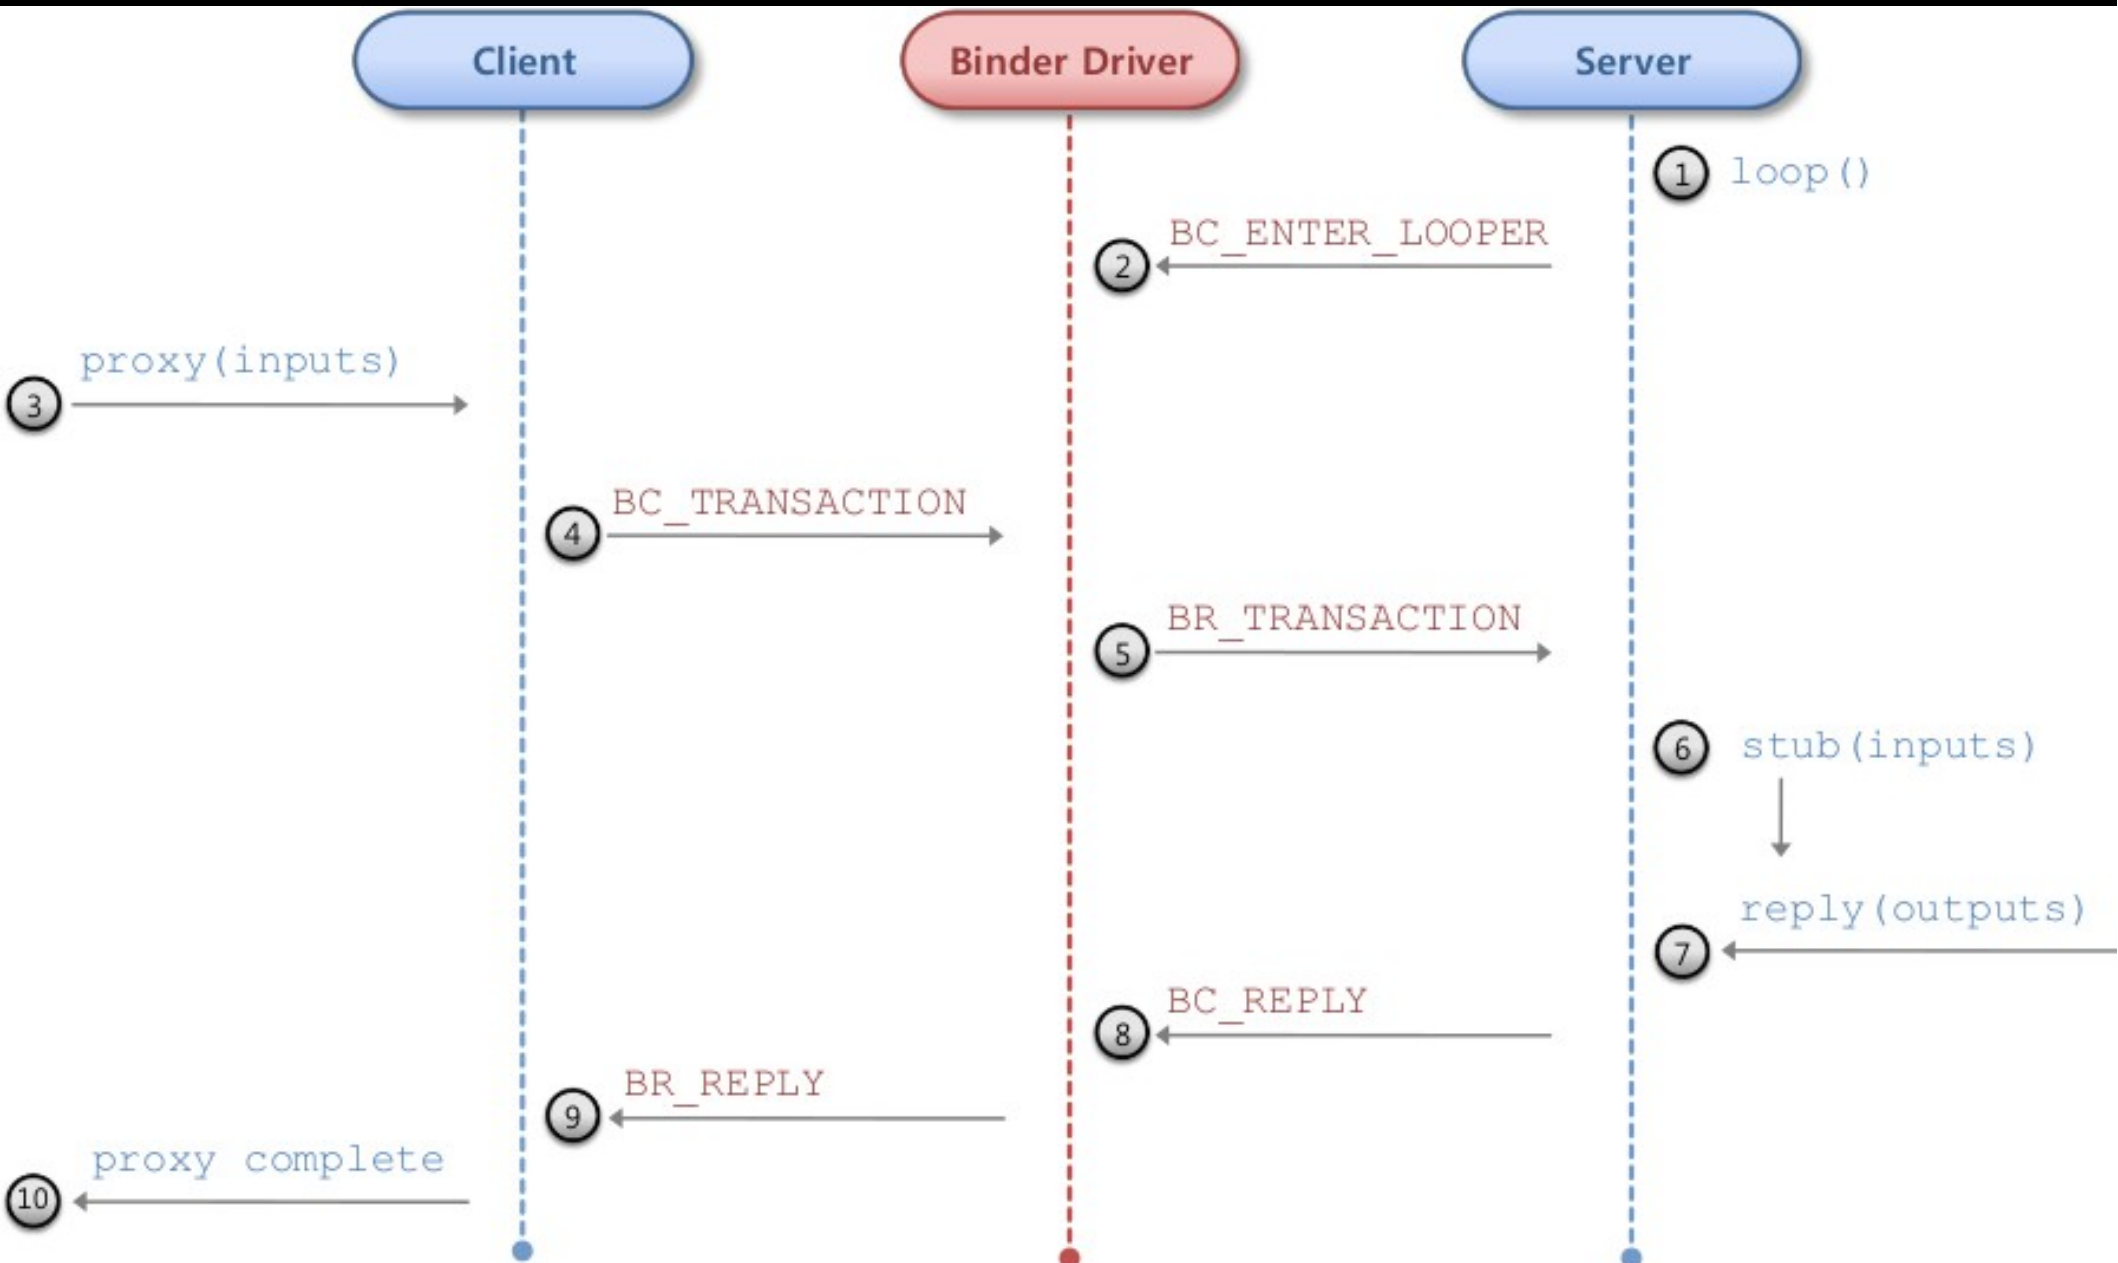 Client
Binder Driver
Server
1 loop()
BC_ENTER_LOOPER
2
proxy(inputs)
3
BC_TRANSACTION
4
BR_TRANSACTION
5
6 stub(inputs)
reply(outputs)
7
BC_REPLY
8
BR_REPLY
9
proxy complete
10